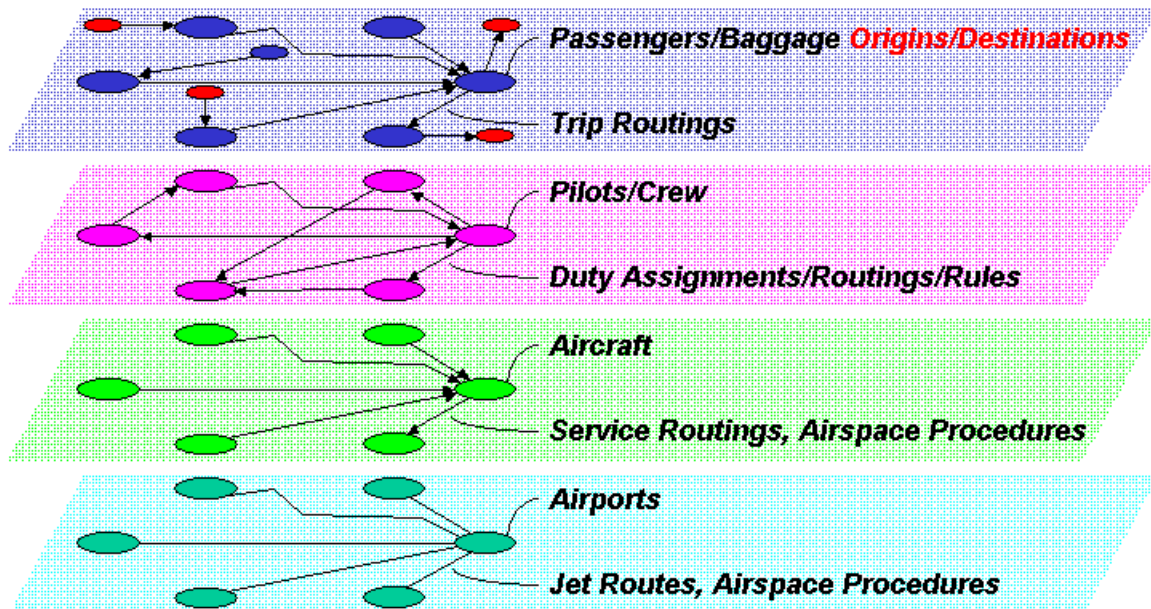 Passengers/Baggage Origins/Destinations
Trip Routings
Pilots/Crew
Duty Assignments/Routings/Rules
Aircraft
Service Routings, Airspace Procedures
Airports
Jet Routes, Airspace Procedures